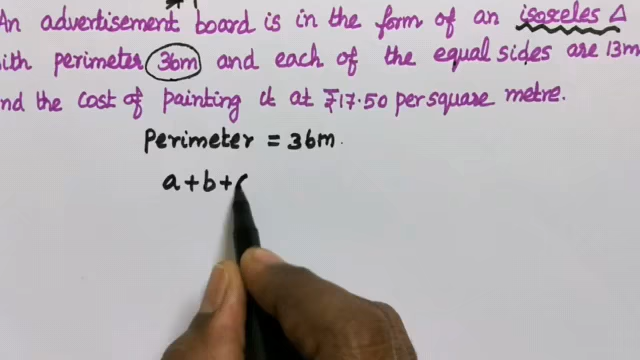 An advertisement board is in the form of an isosceles Δ
with perimeter 36m and each of the equal sides are 13m
the cost of painting it at ₹17.50 per square metre.
Perimeter = 36m.
a+b+